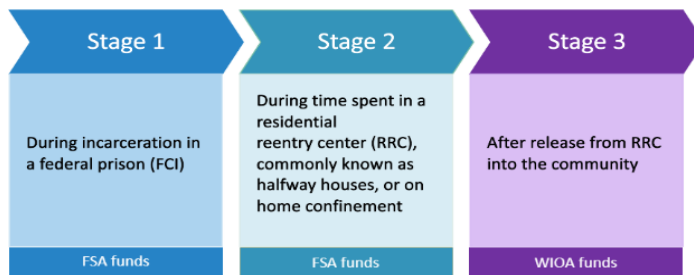 Stage 1
During incarceration in
a federal prison (FCI)
FSA funds
Stage 2
During time spent in a
residential
reentry center (RRC),
commonly known as
halfway houses, or on
home confinement
FSA funds
Stage 3
After release from RRC
into the community
WIOA funds